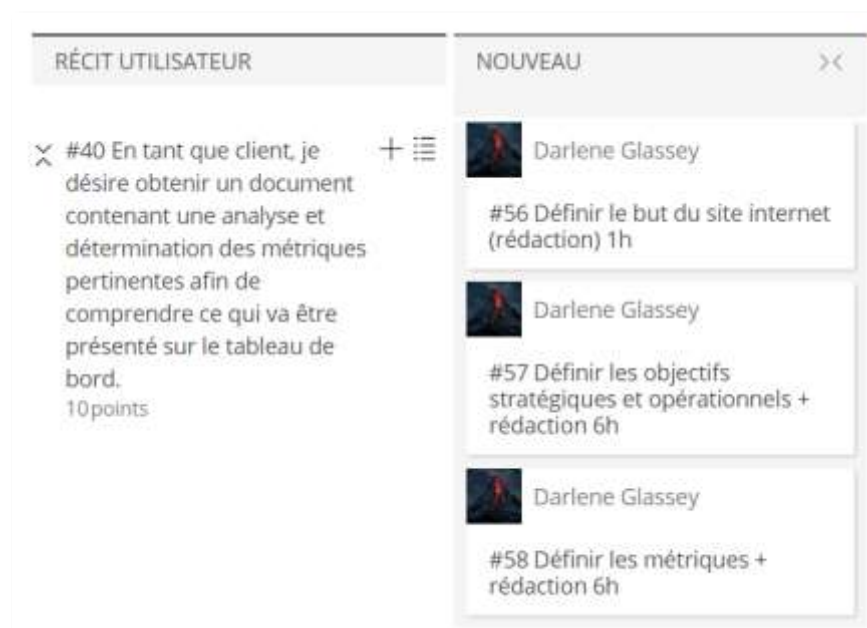 RÉCIT UTILISATEUR
#40 En tant que client, je
désire obtenir un document
contenant une analyse et
détermination des métriques
pertinentes afin de
comprendre ce qui va être
présenté sur le tableau de
bord.
10 points
NOUVEAU
Darlene Glassey
#56 Définir le but du site internet
(rédaction) 1h
Darlene Glassey
#57 Définir les objectifs
stratégiques et opérationnels +
rédaction 6h
Darlene Glassey
#58 Définir les métriques +
rédaction 6h